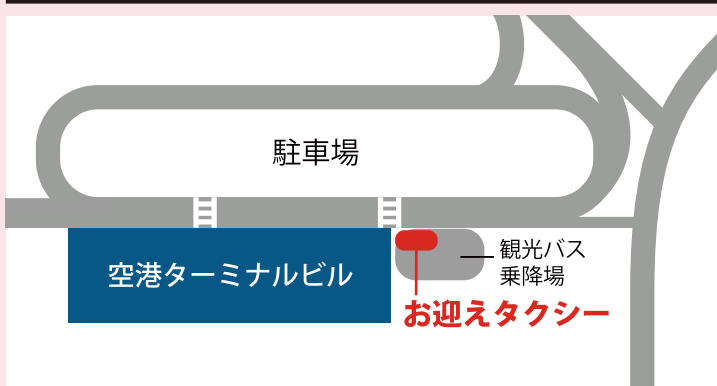 駐車場
空港ターミナルビル
観光バス
乗降場
お迎えタクシー